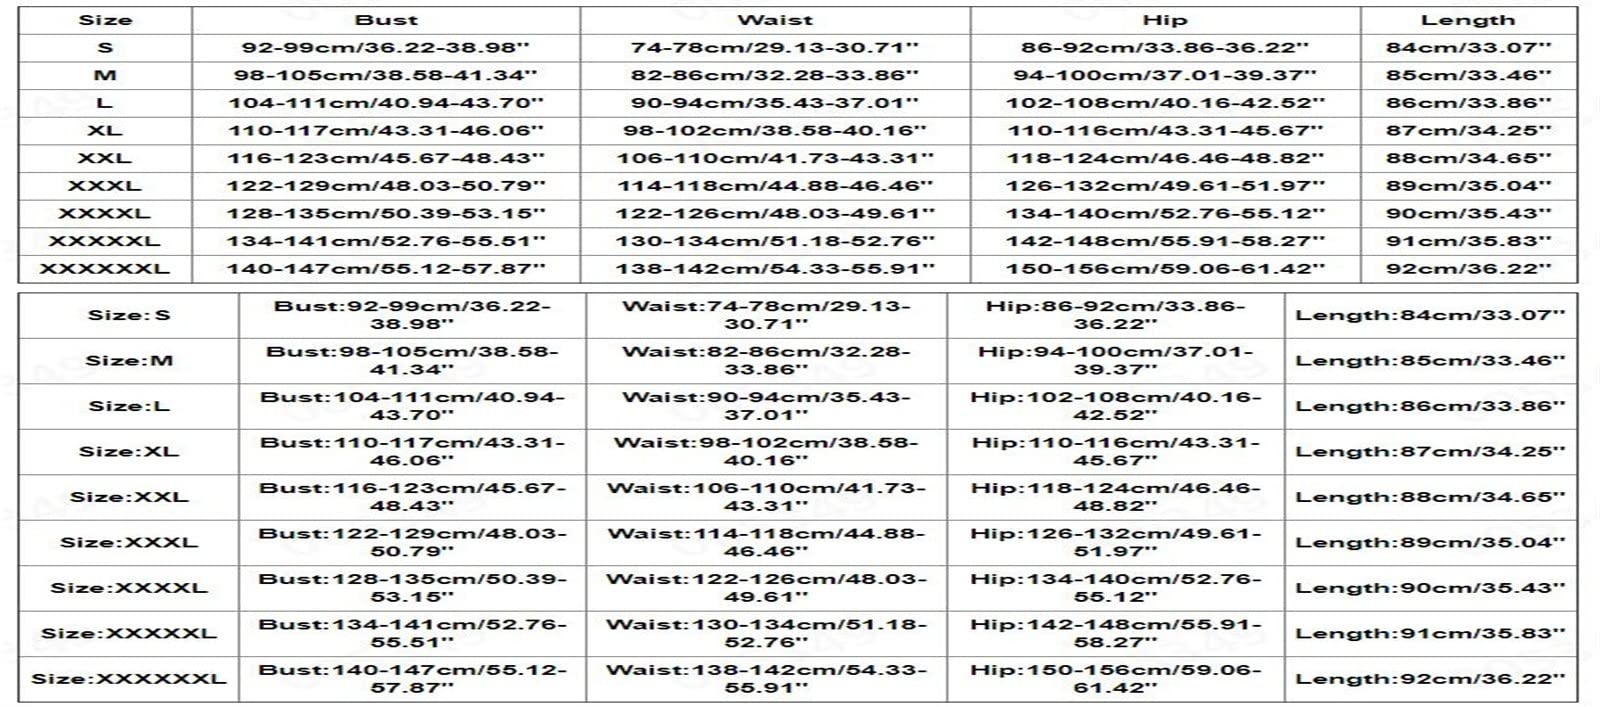 Size Bust Waist Hip Length
S 92-99cm/36.22-38.98" 74-78cm/29.13-30.71" 86-92cm/33.86-36.22" 84cm/33.07"
M 98-105cm/38.58-41.34" 82-86cm/32.28-33.86" 94-100cm/37.01-39.37" 85cm/33.46"
L 104-111cm/40.94-43.70" 90-94cm/35.43-37.01" 102-108cm/40.16-42.52" 86cm/33.86"
XL 110-117cm/43.31-46.06" 98-102cm/38.58-40.16" 110-116cm/43.31-45.67" 87cm/34.25"
XXL 116-123cm/45.67-48.43" 106-110cm/41.73-43.31" 118-124cm/46.46-48.82" 88cm/34.65"
XXXL 122-129cm/48.03-50.79" 114-118cm/44.88-46.46" 126-132cm/49.61-51.97" 89cm/35.04"
XXXXL 128-135cm/50.39-53.15" 122-126cm/48.03-49.61" 134-140cm/52.76-55.12" 90cm/35.43"
XXXXXL 134-141cm/52.76-55.51" 130-134cm/51.18-52.76" 142-148cm/55.91-58.27" 91cm/35.83"
XXXXXXL 140-147cm/55.12-57.87" 138-142cm/54.33-55.91" 150-156cm/59.06-61.42" 92cm/36.22"
Size:S Bust:92-99cm/36.22- Waist:74-78cm/29.13- Hip:86-92cm/33.86- Length:84cm/33.07"
38.98" 30.71" 36.22"
Size:M Bust:98-105cm/38.58- Waist:82-86cm/32.28- Hip:94-100cm/37.01- Length:85cm/33.46"
41.34" 33.86" 39.37"
Size:L Bust:104-111cm/40.94- Waist:90-94cm/35.43- Hip:102-108cm/40.16- Length:86cm/33.86"
43.70" 37.01" 42.52"
Size:XL Bust:110-117cm/43.31- Waist:98-102cm/38.58- Hip:110-116cm/43.31- Length:87cm/34.25"
46.06" 40.16" 45.67"
Size:XXL Bust:116-123cm/45.67- Waist:106-110cm/41.73- Hip:118-124cm/46.46- Length:88cm/34.65"
48.43" 43.31" 48.82"
Size:XXXL Bust:122-129cm/48.03- Waist:114-118cm/44.88- Hip:126-132cm/49.61- Length:89cm/35.04"
50.79" 46.46" 51.97"
Size:XXXXL Bust:128-135cm/50.39- Waist:122-126cm/48.03- Hip:134-140cm/52.76- Length:90cm/35.43"
53.15" 49.61" 55.12"
Size:XXXXXL Bust:134-141cm/52.76- Waist:130-134cm/51.18- Hip:142-148cm/55.91- Length:91cm/35.83"
55.51" 52.76" 58.27"
Size:XXXXXXL Bust:140-147cm/55.12- Waist:138-142cm/54.33- Hip:150-156cm/59.06- Length:92cm/36.22"
57.87" 55.91" 61.42"